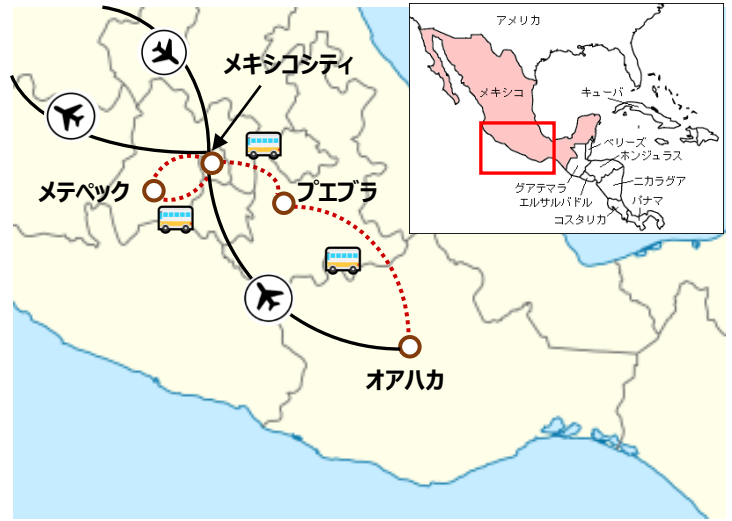 アメリカ
メキシコシティ
メキシコ
キューバ
ベリーズ
ホンジュラス
メテペック
プエブラ
グアテマラ
ニカラグア
エルサルバドル
パナマ
コスタリカ
オアハカ